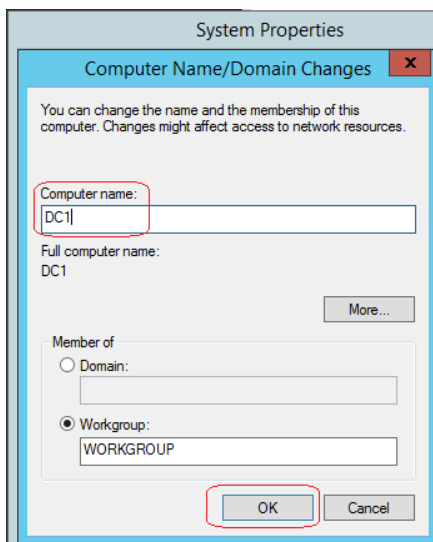 System Properties
Computer Name/Domain Changes
x
You can change the name and the membership of this
computer. Changes might affect access to network resources.
Computer name:
DC1
Full computer name:
DC1
More...
Member of
Domain:
Workgroup:
WORKGROUP
OK
Cancel